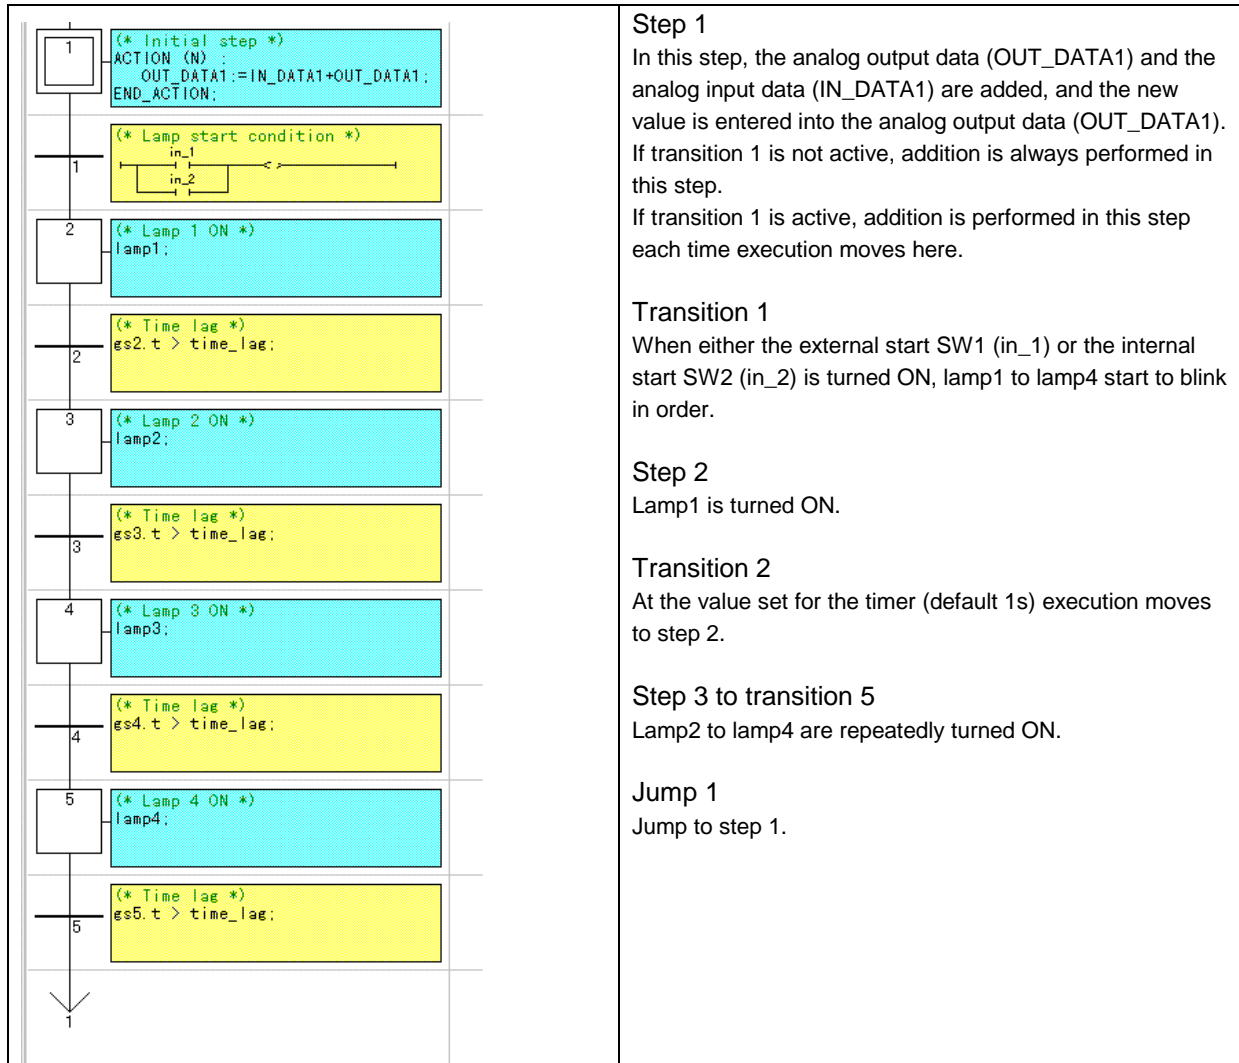 1
(* Initial step *)
ACTION (N) :
OUT_DATA1:=IN_DATA1+OUT_DATA1;
END_ACTION;
(* Lamp start condition *)
in_1
in_2
1
2
(* Lamp 1 ON *)
lamp1;
(* Time lag *)
gs2.t > time_lag;
2
3
(* Lamp 2 ON *)
lamp2;
(* Time lag *)
gs3.t > time_lag;
3
4
(* Lamp 3 ON *)
lamp3;
(* Time lag *)
gs4.t > time_lag;
4
5
(* Lamp 4 ON *)
lamp4;
(* Time lag *)
gs5.t > time_lag;
5
1
Step 1
In this step, the analog output data (OUT_DATA1) and the
analog input data (IN_DATA1) are added, and the new
value is entered into the analog output data (OUT_DATA1).
If transition 1 is not active, addition is always performed in
this step.
If transition 1 is active, addition is performed in this step
each time execution moves here.
Transition 1
When either the external start SW1 (in_1) or the internal
start SW2 (in_2) is turned ON, lamp1 to lamp4 start to blink
in order.
Step 2
Lamp1 is turned ON.
Transition 2
At the value set for the timer (default 1s) execution moves
to step 2.
Step 3 to transition 5
Lamp2 to lamp4 are repeatedly turned ON.
Jump 1
Jump to step 1.